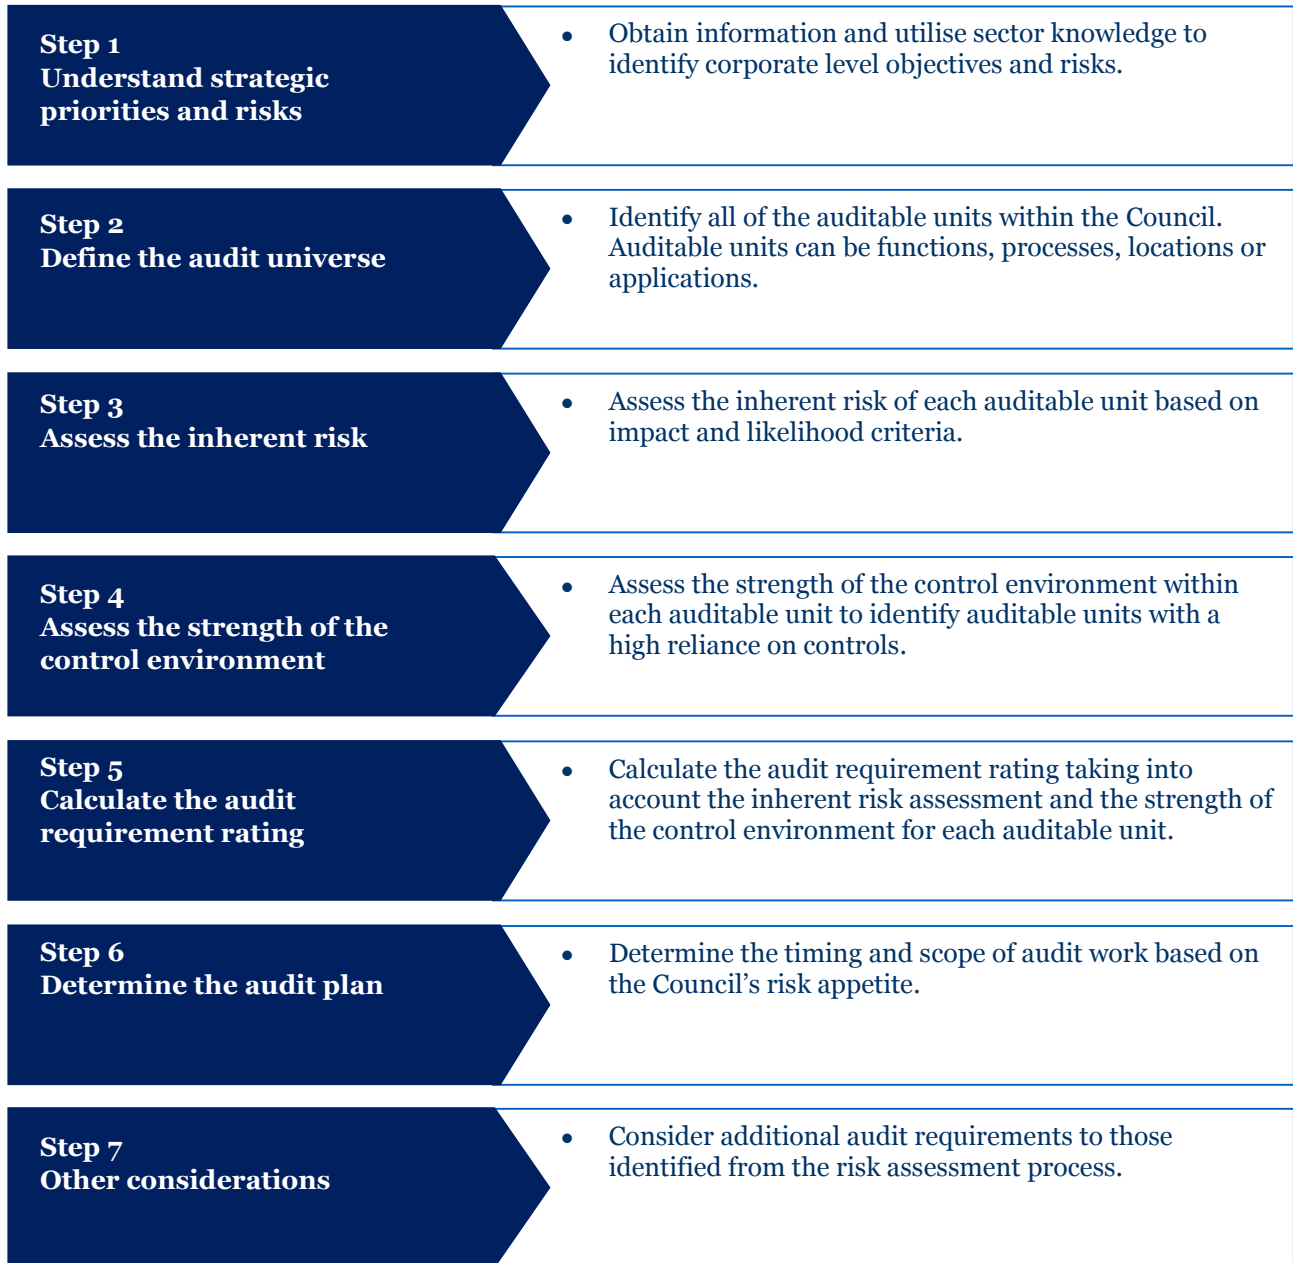 Step 1
Understand strategic
priorities and risks
• Obtain information and utilise sector knowledge to
identify corporate level objectives and risks.
Step 2
Define the audit universe
• Identify all of the auditable units within the Council.
Auditable units can be functions, processes, locations or
applications.
Step 3
Assess the inherent risk
• Assess the inherent risk of each auditable unit based on
impact and likelihood criteria.
Step 4
Assess the strength of the
control environment
• Assess the strength of the control environment within
each auditable unit to identify auditable units with a
high reliance on controls.
Step 5
Calculate the audit
requirement rating
• Calculate the audit requirement rating taking into
account the inherent risk assessment and the strength of
the control environment for each auditable unit.
Step 6
Determine the audit plan
• Determine the timing and scope of audit work based on
the Council’s risk appetite.
Step 7
Other considerations
• Consider additional audit requirements to those
identified from the risk assessment process.